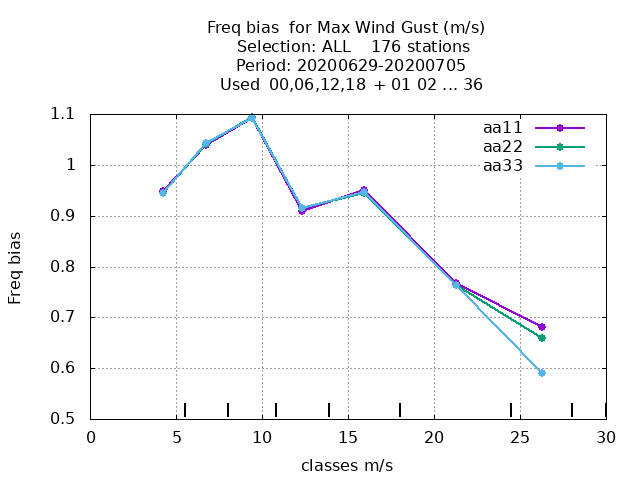 Freq bias  for Max Wind Gust (m/s)
Selection: ALL    176 stations
Period: 20200629-20200705
Used  00,06,12,18  + 01 02 ... 36
aa11
aa22
aa33
Freq bias
1.1
1
0.9
0.8
0.7
0.6
0.5
0 5 10 15 20 25 30
classes m/s